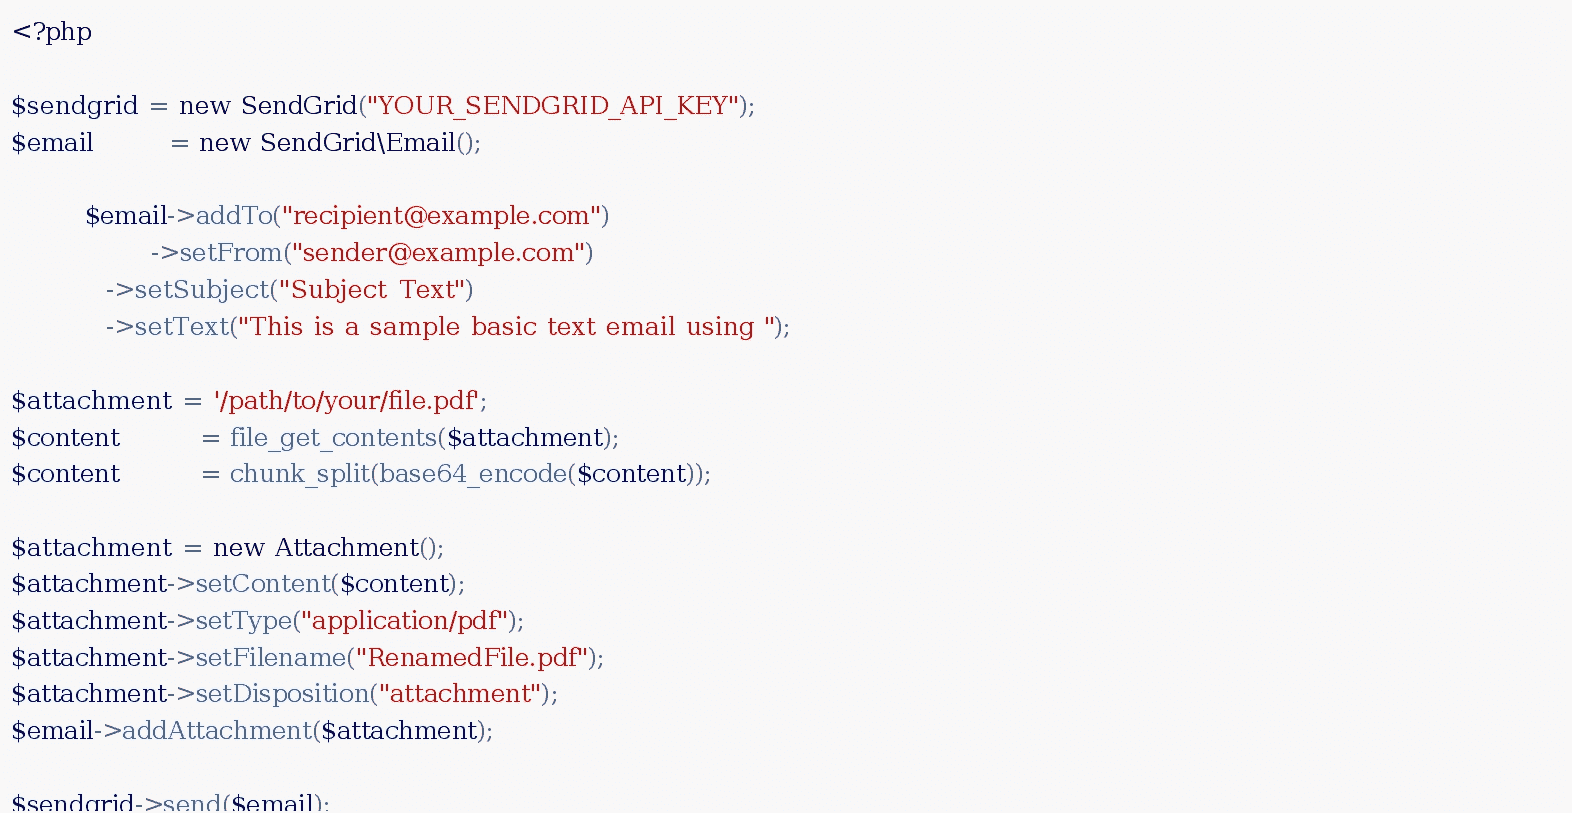 <?php
$sendgrid = new SendGrid("YOUR_SENDGRID_API_KEY");
$email = new SendGrid\Email();
$email->addTo("recipient@example.com")
->setFrom("sender@example.com")
->setSubject("Subject Text")
->setText("This is a sample basic text email using ");
$attachment = '/path/to/your/file.pdf';
$content = file_get_contents($attachment);
$content = chunk_split(base64_encode($content));
$attachment = new Attachment();
$attachment->setContent($content);
$attachment->setType("application/pdf");
$attachment->setFilename("RenamedFile.pdf");
$attachment->setDisposition("attachment");
$email->addAttachment($attachment);
$sendgrid->send($email);